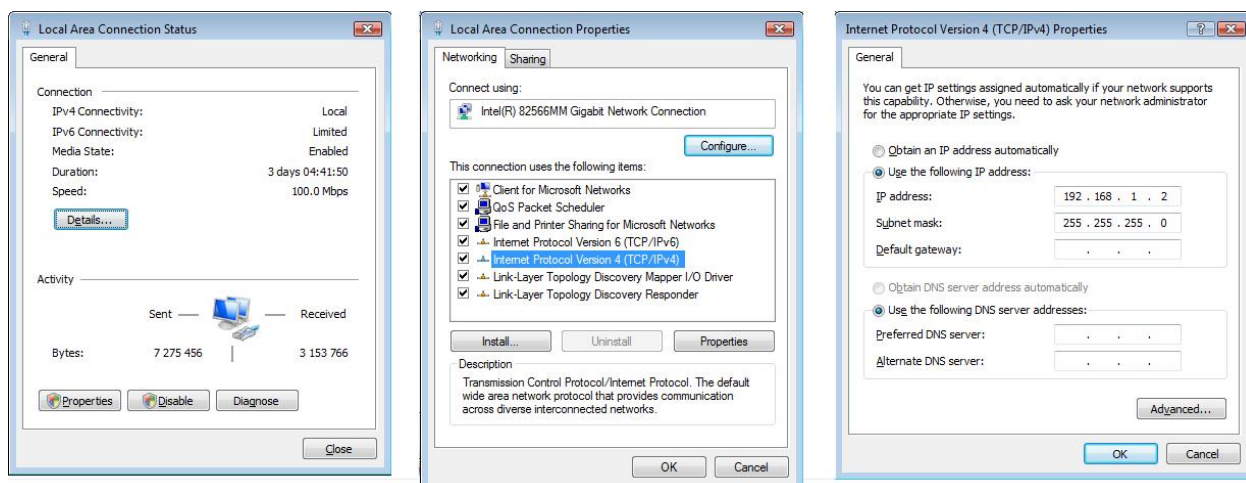 Local Area Connection Status
General
Connection
IPv4 Connectivity: Local
IPv6 Connectivity: Limited
Media State: Enabled
Duration: 3 days 04:41:50
Speed: 100.0 Mbps
Details...
Activity
Sent Received
Bytes: 7 275 456 3 153 766
Properties Disable Diagnose
Close
Local Area Connection Properties
Networking Sharing
Connect using:
Intel(R) 82566MM Gigabit Network Connection
Configure...
This connection uses the following items:
Client for Microsoft Networks
QoS Packet Scheduler
File and Printer Sharing for Microsoft Networks
Internet Protocol Version 6 (TCP/IPv6)
Internet Protocol Version 4 (TCP/IPv4)
Link-Layer Topology Discovery Mapper I/O Driver
Link-Layer Topology Discovery Responder
Install... Uninstall Properties
Description
Transmission Control Protocol/Internet Protocol. The default
wide area network protocol that provides communication
across diverse interconnected networks.
OK Cancel
Internet Protocol Version 4 (TCP/IPv4) Properties
General
You can get IP settings assigned automatically if your network supports
this capability. Otherwise, you need to ask your network administrator
for the appropriate IP settings.
Obtain an IP address automatically
Use the following IP address:
IP address: 192 . 168 . 1 . 2
Subnet mask: 255 . 255 . 255 . 0
Default gateway: . . .
Obtain DNS server address automatically
Use the following DNS server addresses:
Preferred DNS server: . . .
Alternate DNS server: . . .
Advanced...
OK Cancel